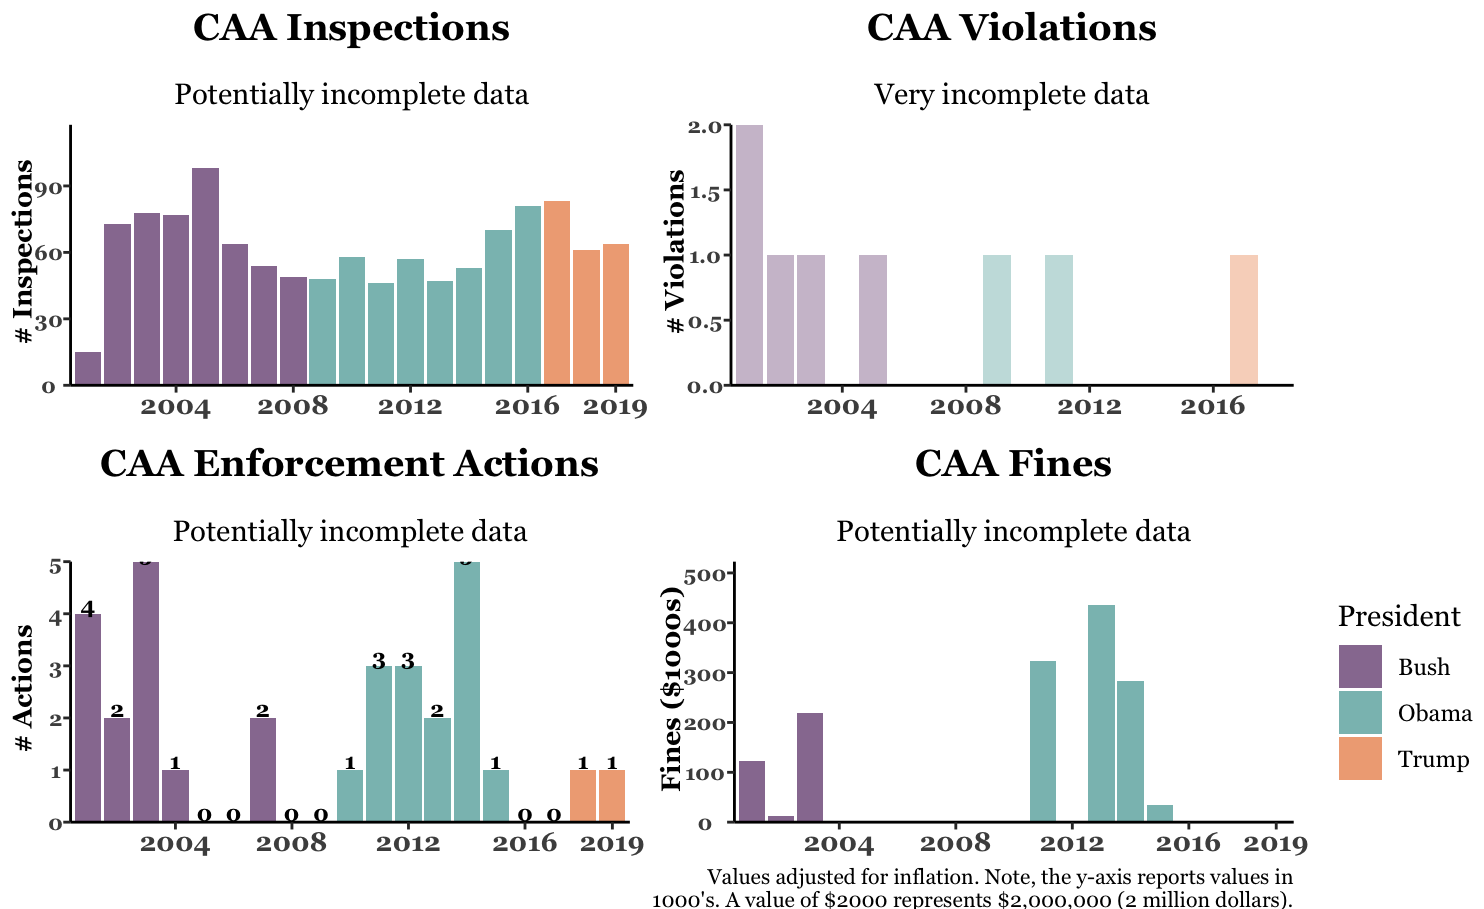 CAA Inspections
Potentially incomplete data
# Inspections
90
60
30
0
2004 2008 2012 2016 2019
CAA Violations
Very incomplete data
# Violations
2.0
1.5
1.0
0.5
0.0
2004 2008 2012 2016
CAA Enforcement Actions
Potentially incomplete data
# Actions
5
4
3
2
1
0
4 2 1 0 0 2 0 0 1 3 3 2 1 0 0 1 1
2004 2008 2012 2016 2019
CAA Fines
Potentially incomplete data
Fines ($1000s)
500
400
300
200
100
0
2004 2008 2012 2016 2019
President
Bush
Obama
Trump
Values adjusted for inflation. Note, the y-axis reports values in
1000's. A value of $2000 represents $2,000,000 (2 million dollars).